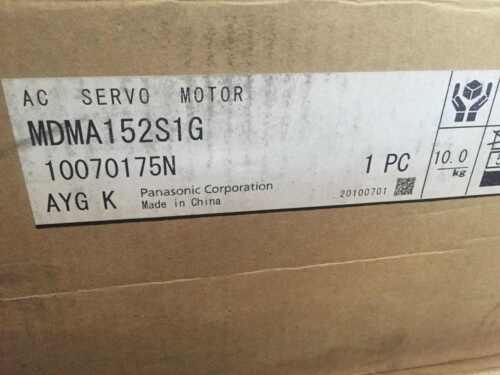 AC SERVO MOTOR
MDMA152S1G
10070175N
1 PC
10.0
kg
AYG K
Panasonic Corporation
Made in China
20100701